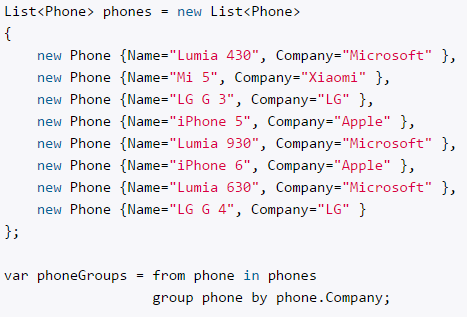 List<Phone> phones = new List<Phone>
{
    new Phone {Name="Lumia 430", Company="Microsoft" },
    new Phone {Name="Mi 5", Company="Xiaomi" },
    new Phone {Name="LG G 3", Company="LG" },
    new Phone {Name="iPhone 5", Company="Apple" },
    new Phone {Name="Lumia 930", Company="Microsoft" },
    new Phone {Name="iPhone 6", Company="Apple" },
    new Phone {Name="Lumia 630", Company="Microsoft" },
    new Phone {Name="LG G 4", Company="LG" }
};

var phoneGroups = from phone in phones
                  group phone by phone.Company;